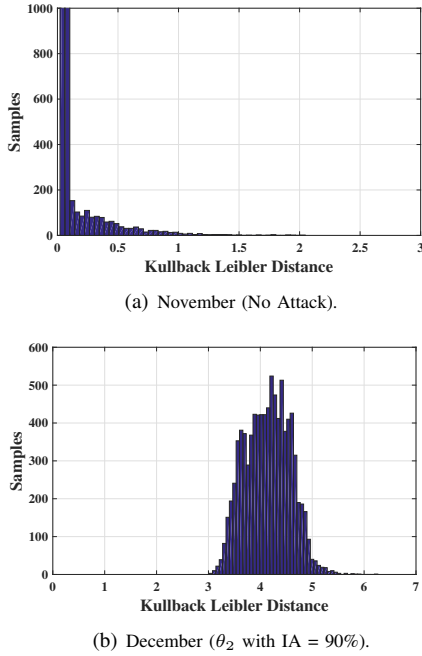 1000
800
600
400
200
0
Samples
0 0.5 1 1.5 2 2.5 3
Kullback Leibler Distance
(a) November (No Attack).
600
500
400
300
200
100
0
Samples
0 1 2 3 4 5 6 7
Kullback Leibler Distance
(b) December (θ₂ with IA = 90%).